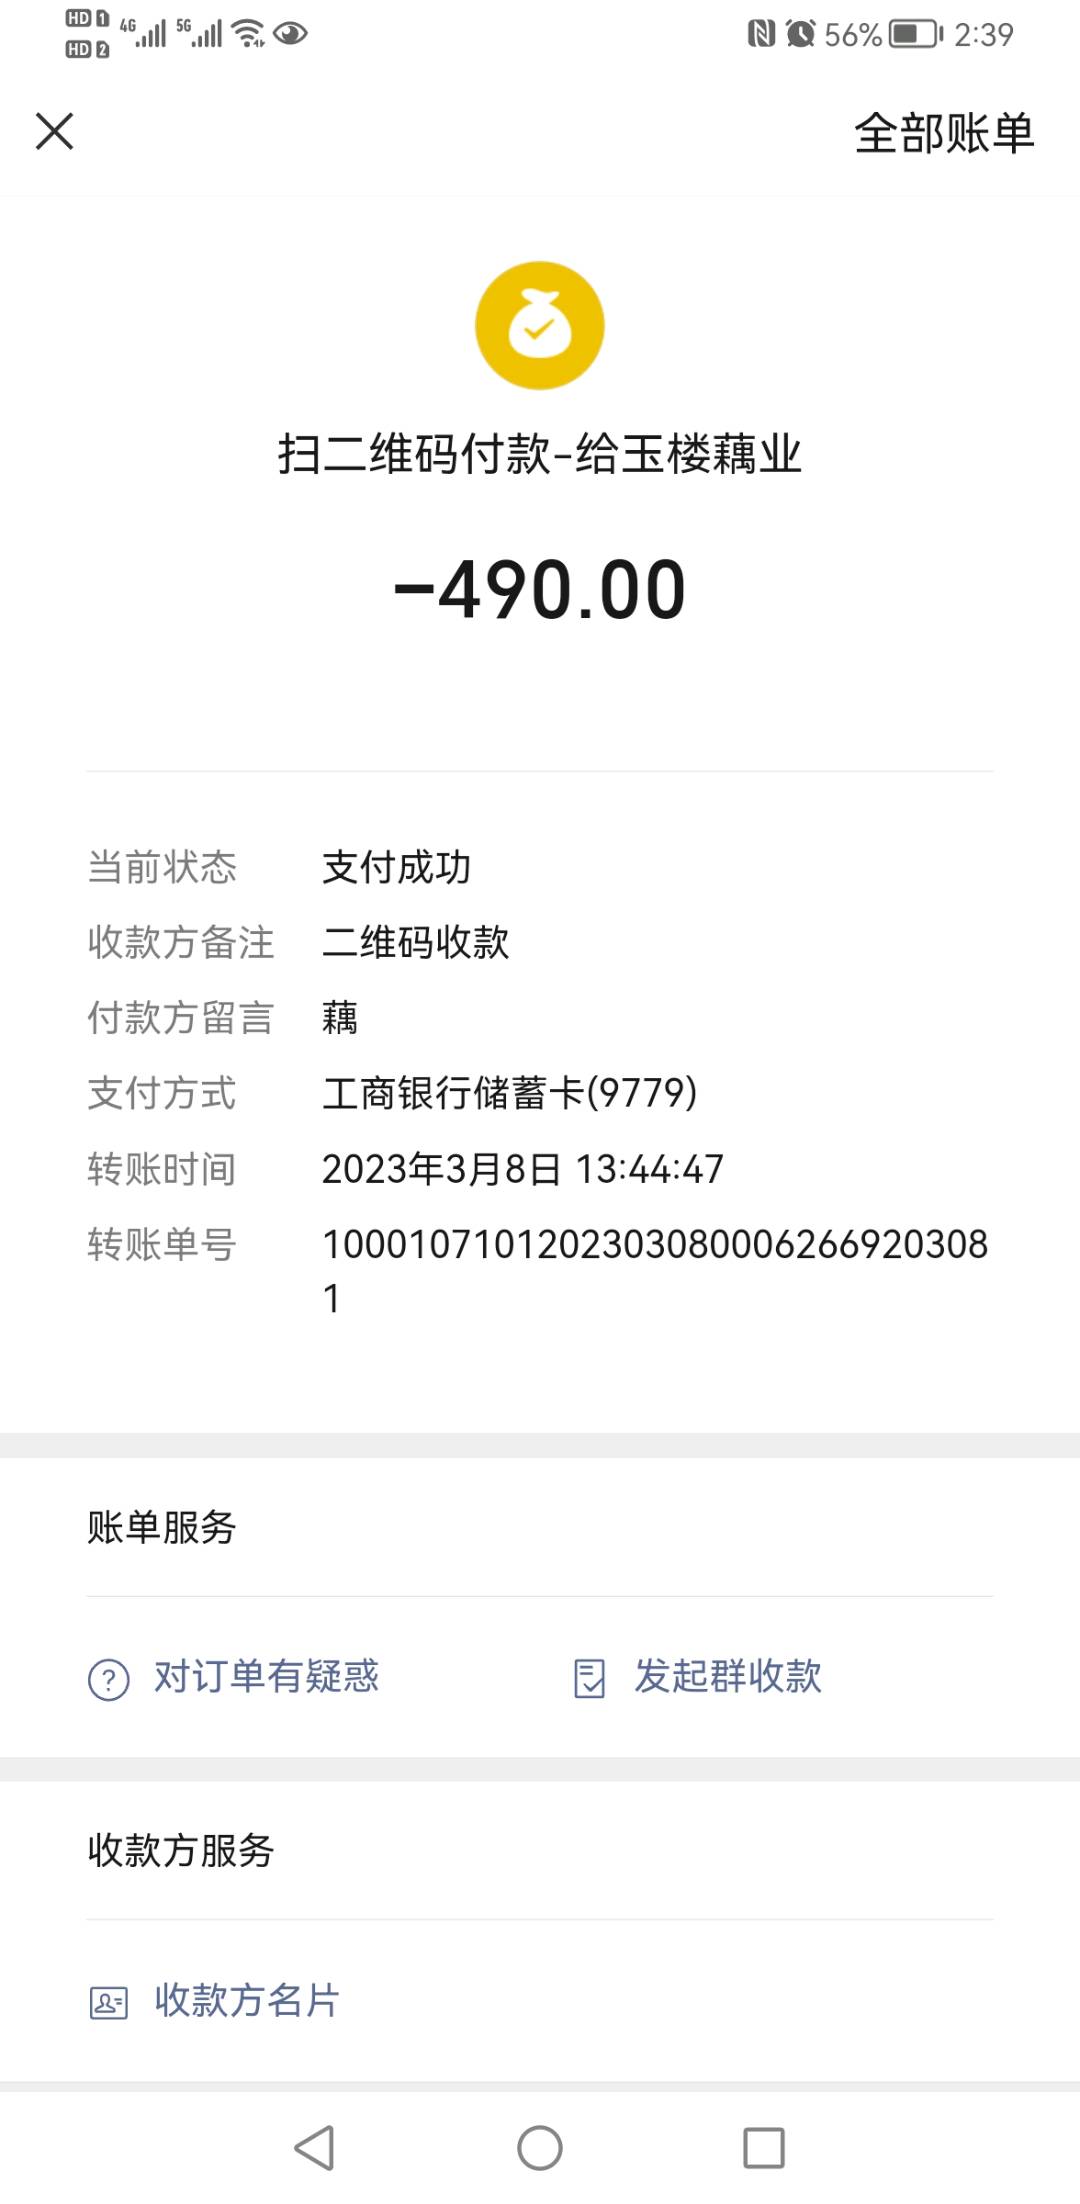 HD 1 4G 5G 56% 2:39
HD 2
全部账单
扫二维码付款-给玉楼藕业
-490.00
当前状态 支付成功
收款方备注 二维码收款
付款方留言 藕
支付方式 工商银行储蓄卡(9779)
转账时间 2023年3月8日 13:44:47
转账单号 1000107101202303080006266920308
1
账单服务
? 对订单有疑惑 发起群收款
收款方服务
收款方名片